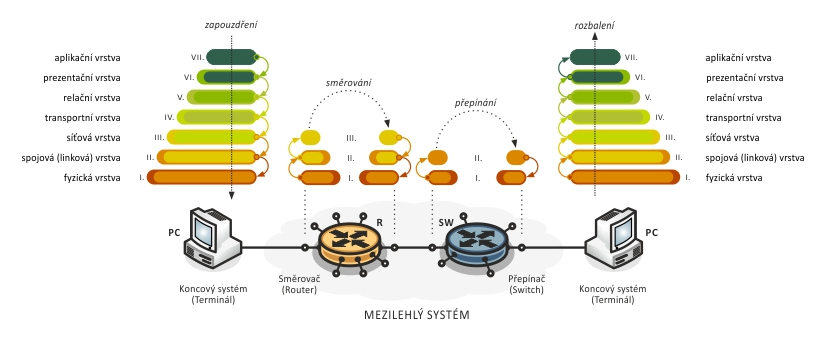 zapouzdření
rozbalení
aplikační vrstva VII.
prezentační vrstva VI.
relační vrstva V.
transportní vrstva IV.
síťová vrstva III.
spojová (linková) vrstva II.
fyzická vrstva I.
směrování
III.
II.
I.
přepínání
II.
I.
VII. aplikační vrstva
VI. prezentační vrstva
V. relační vrstva
IV. transportní vrstva
III. síťová vrstva
II. spojová (linková) vrstva
I. fyzická vrstva
PC
R
SW
PC
Koncový systém
(Terminál)
Směrovač
(Router)
Přepínač
(Switch)
Koncový systém
(Terminál)
MEZILEHLÝ SYSTÉM